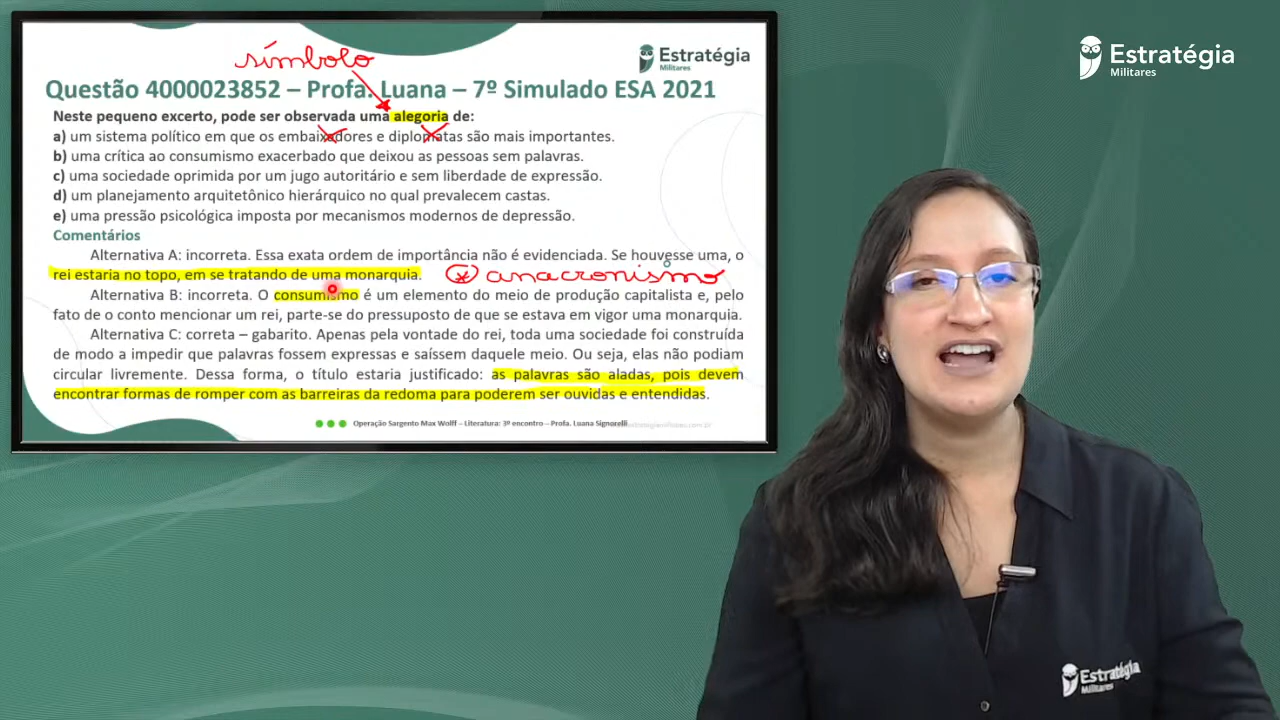 símbolo
Estratégia
Militares
Estratégia
Militares
Questão 4000023852 – Profa. Luana – 7º Simulado ESA 2021
Neste pequeno excerto, pode ser observada uma alegoria de:
a) um sistema político em que os embaixadores e diplomatas são mais importantes.
b) uma crítica ao consumismo exacerbado que deixou as pessoas sem palavras.
c) uma sociedade oprimida por um jugo autoritário e sem liberdade de expressão.
d) um planejamento arquitetônico hierárquico no qual prevalecem castas.
e) uma pressão psicológica imposta por mecanismos modernos de depressão.
Comentários
Alternativa A: incorreta. Essa exata ordem de importância não é evidenciada. Se houvesse uma, o
rei estaria no topo, em se tratando de uma monarquia.
* anacronismo
Alternativa B: incorreta. O consumismo é um elemento do meio de produção capitalista e, pelo
fato de o conto mencionar um rei, parte-se do pressuposto de que se estava em vigor uma monarquia.
Alternativa C: correta – gabarito. Apenas pela vontade do rei, toda uma sociedade foi construída
de modo a impedir que palavras fossem expressas e saíssem daquele meio. Ou seja, elas não podiam
circular livremente. Dessa forma, o título estaria justificado: as palavras são aladas, pois devem
encontrar formas de romper com as barreiras da redoma para poderem ser ouvidas e entendidas.
Operação Sargento Max Wolff – Literatura: 3º encontro – Profa. Luana Signorelli
Estratégia
Militares